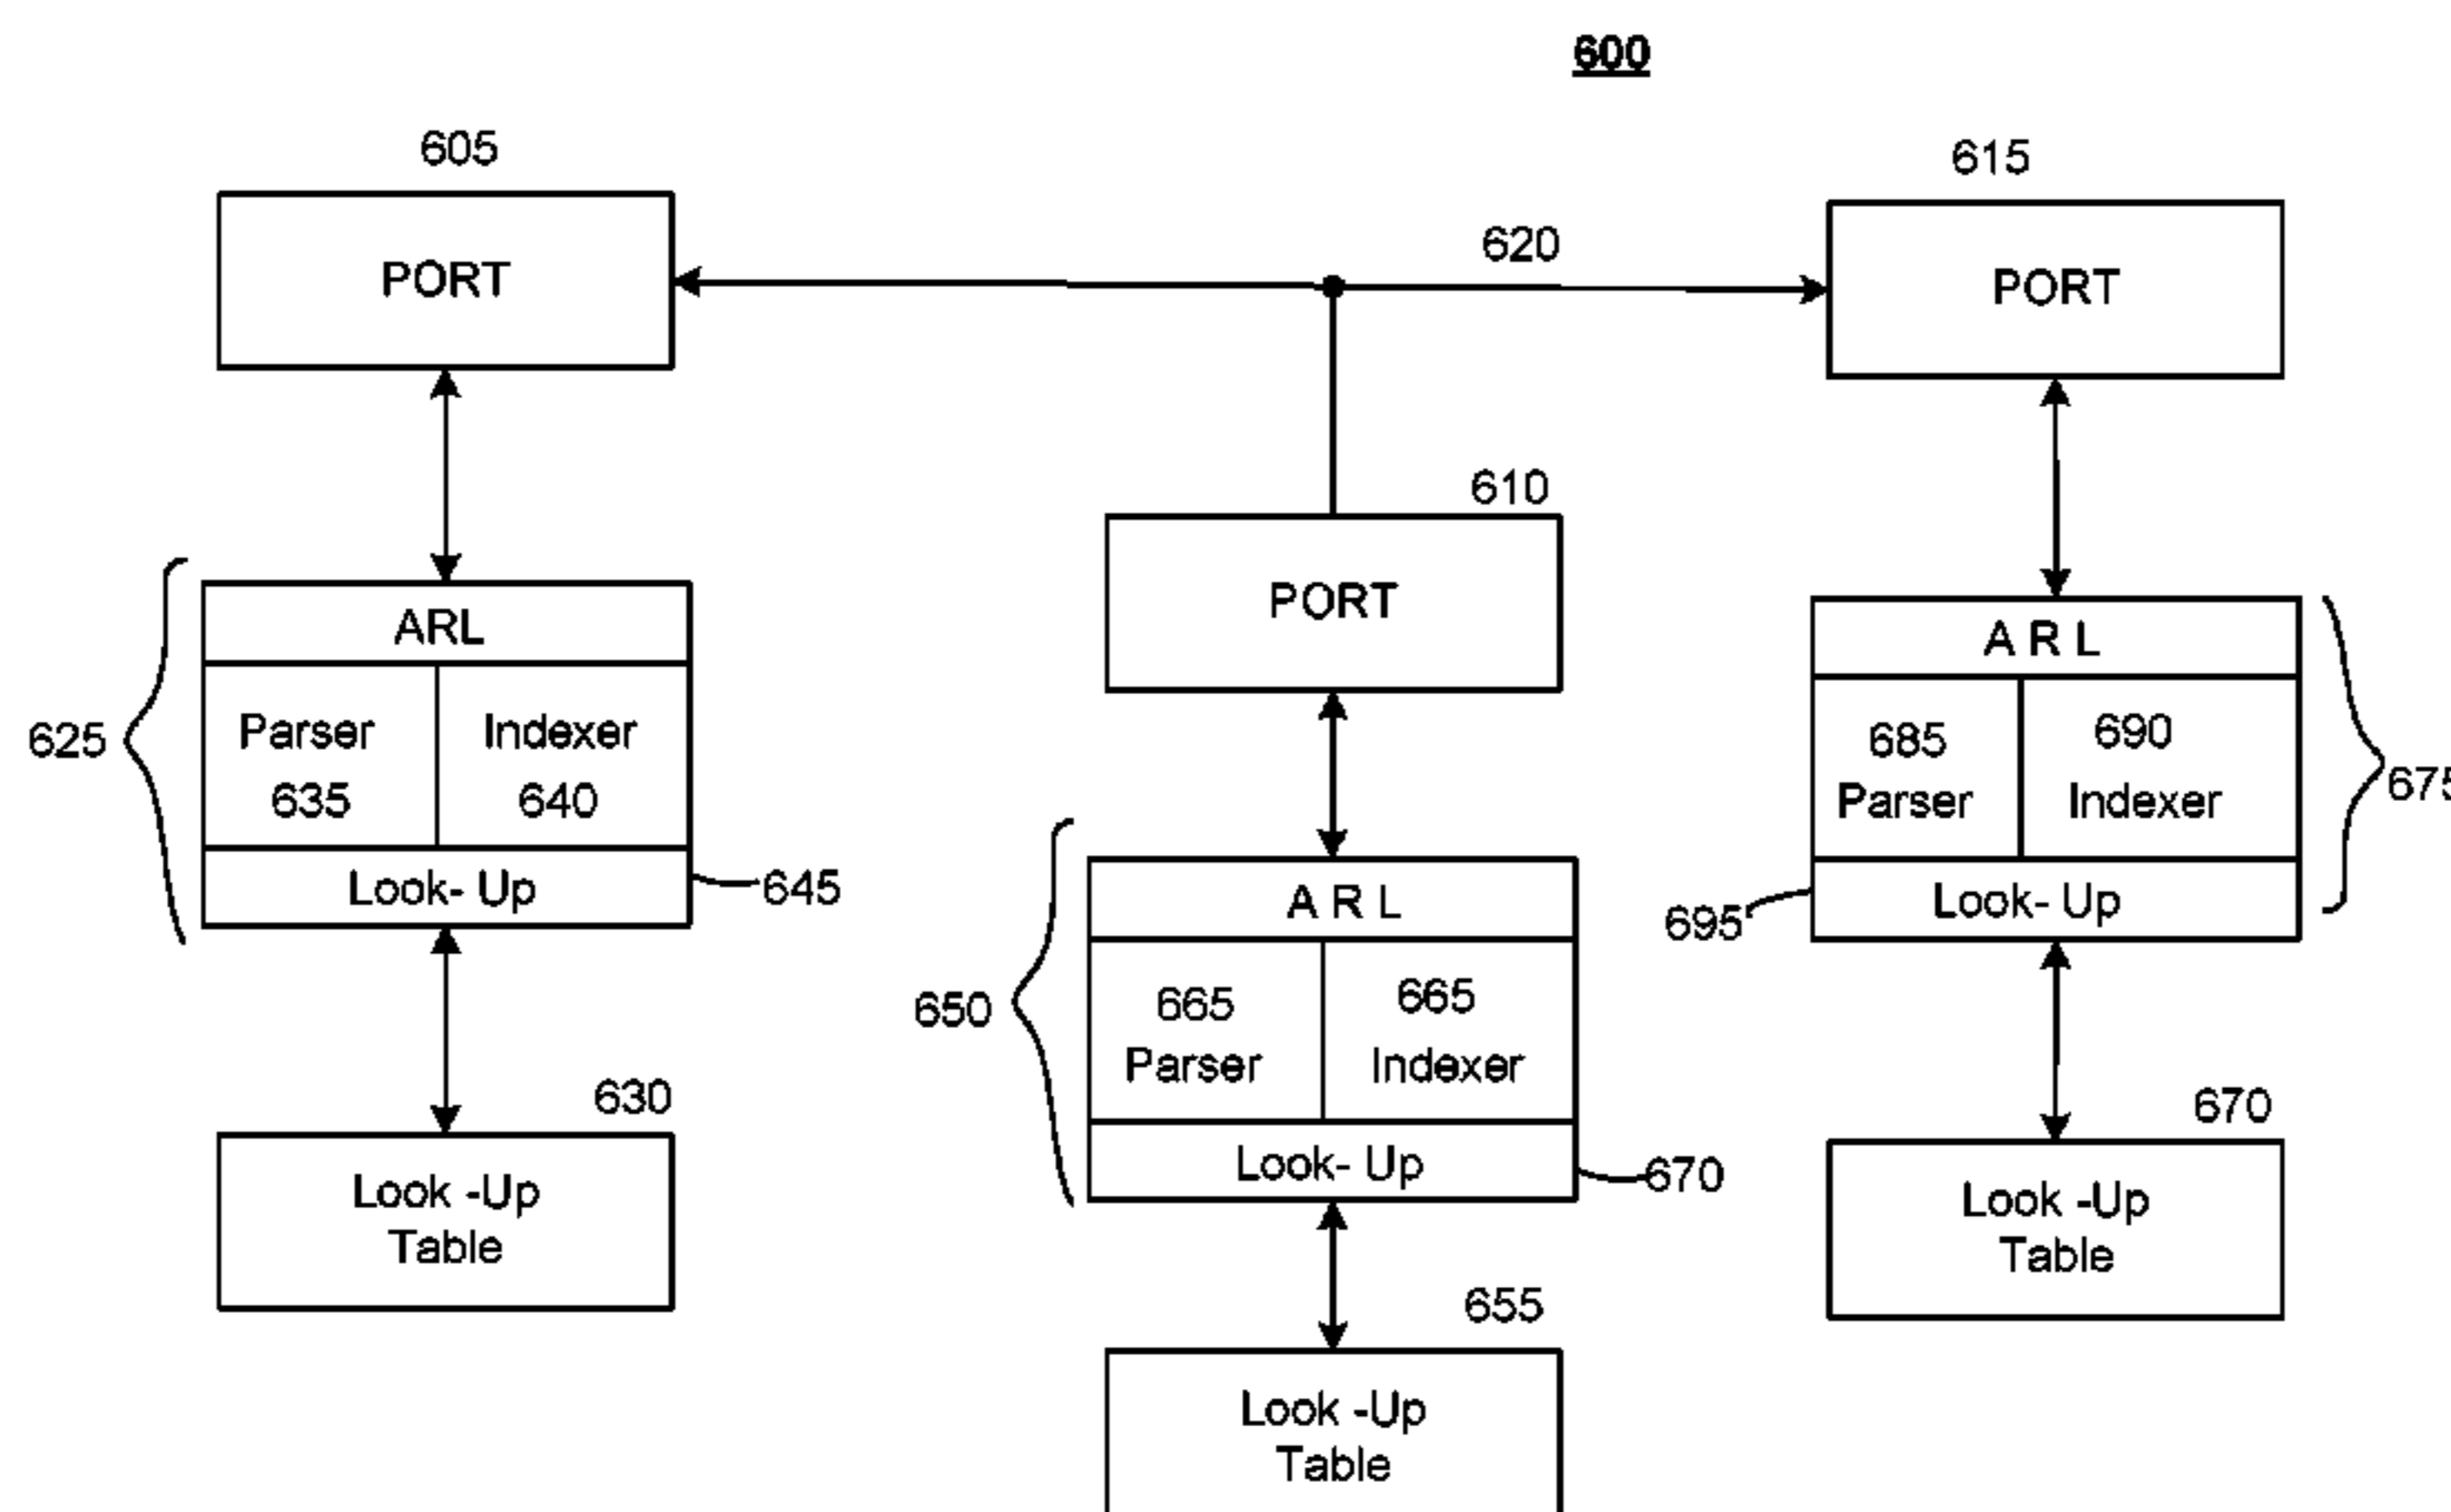 600
605
PORT
615
PORT
620
610
PORT
625
ARL
Parser
635
Indexer
640
Look- Up
645
630
Look -Up
Table
650
A R L
665
Parser
665
Indexer
Look- Up
670
655
Look -Up
Table
A R L
685
Parser
690
Indexer
675
695
Look- Up
670
Look -Up
Table